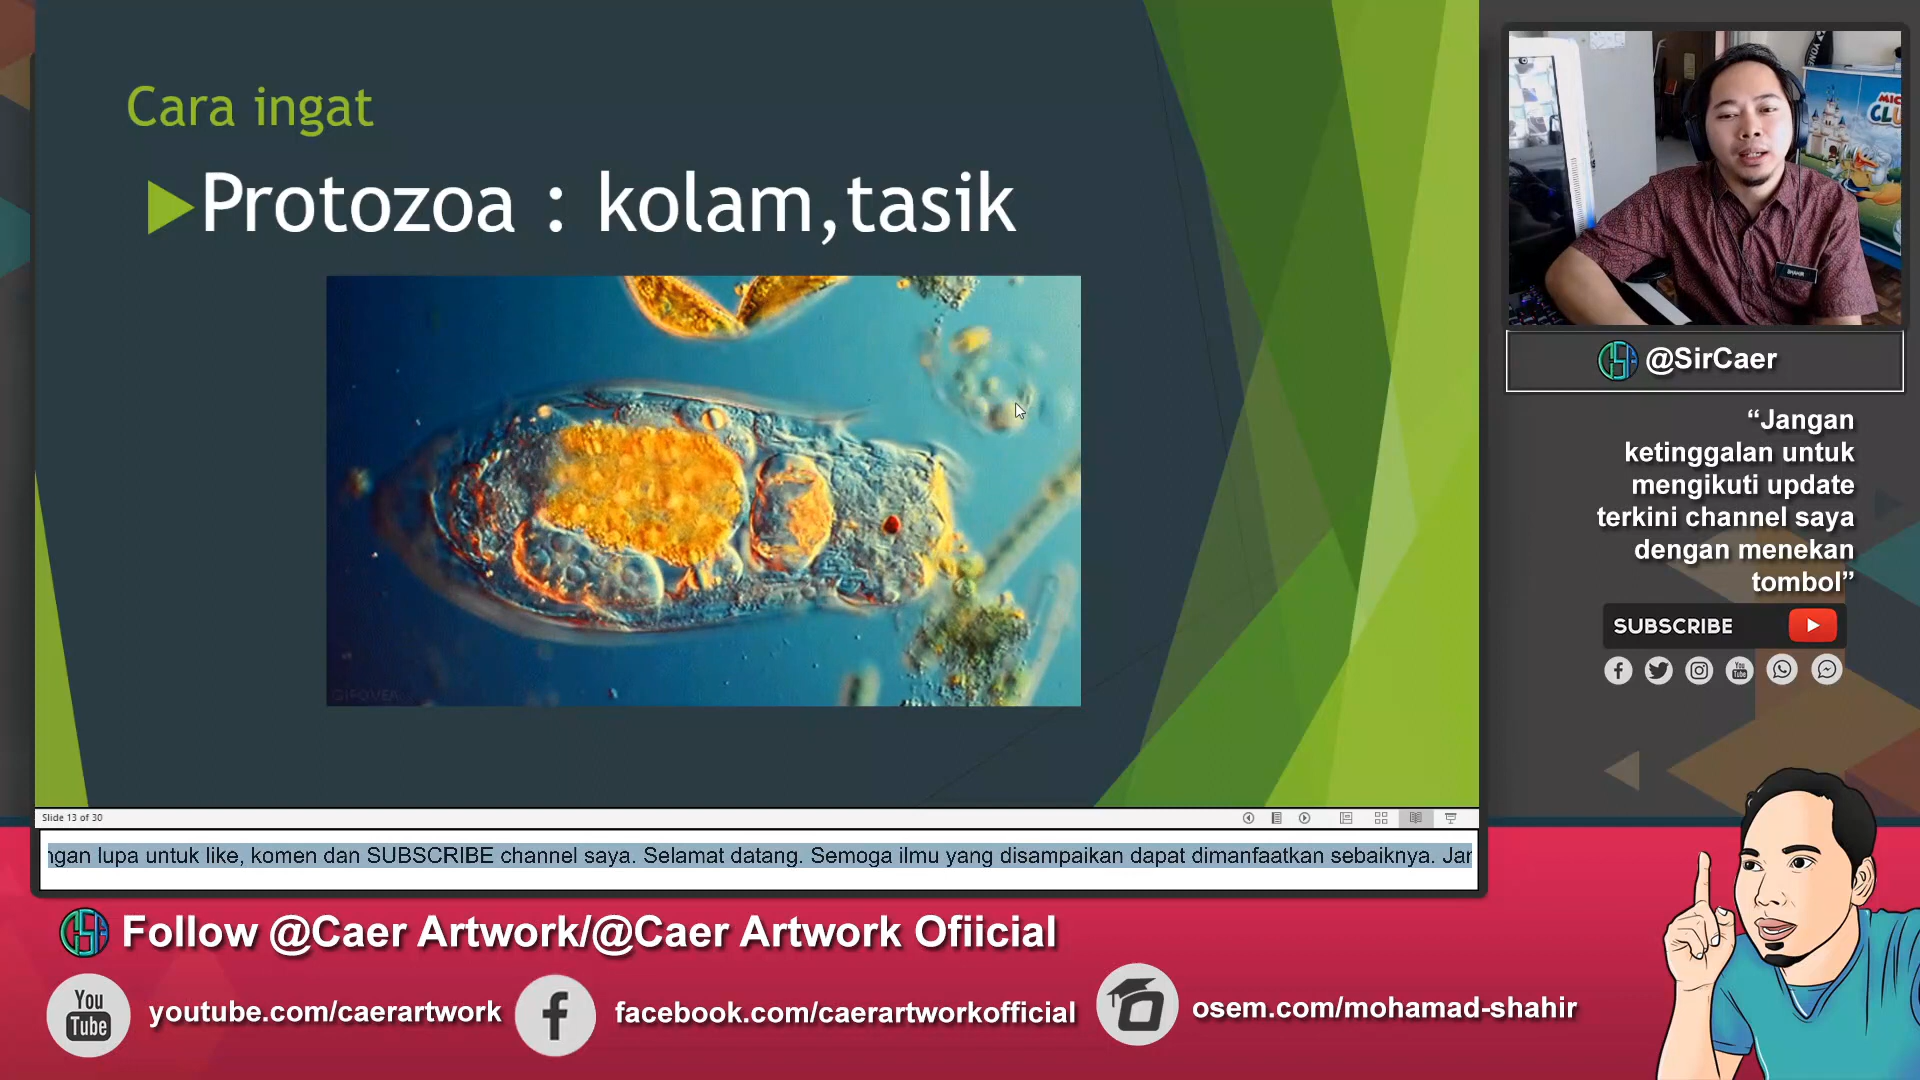 Cara ingat
Protozoa : kolam,tasik
GIFOVEA
Slide 13 of 30
ngan lupa untuk like, komen dan SUBSCRIBE channel saya. Selamat datang. Semoga ilmu yang disampaikan dapat dimanfaatkan sebaiknya. Jar
@SirCaer
“Jangan
ketinggalan untuk
mengikuti update
terkini channel saya
dengan menekan
tombol”
SUBSCRIBE
You
Tube
Follow @Caer Artwork/@Caer Artwork Ofiicial
You
Tube
youtube.com/caerartwork
facebook.com/caerartworkofficial
osem.com/mohamad-shahir